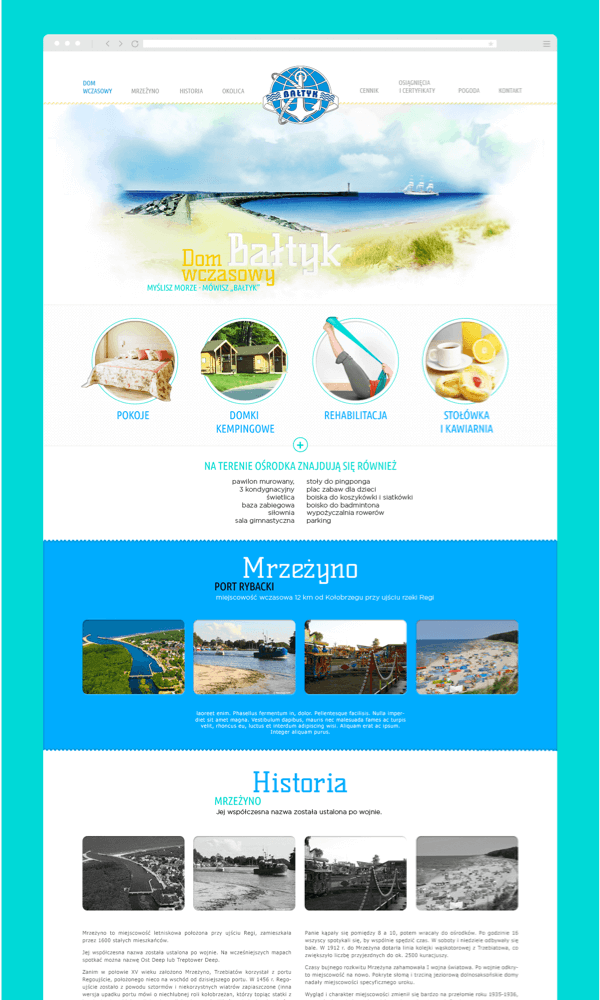 DOM
WCZASOWY
MRZEŻYNO
HISTORIA
OKOLICA
BAŁTYK
CENNIK
OSIĄGNIĘCIA
I CERTYFIKATY
POGODA
KONTAKT
Dom Bałtyk
wczasowy
MYŚLISZ MORZE - MÓWISZ „BAŁTYK”
POKOJE
DOMKI
KEMPINGOWE
REHABILITACJA
STOŁÓWKA
I KAWIARNIA
NA TERENIE OŚRODKA ZNAJDUJĄ SIĘ RÓWNIEŻ
pawilon murowany,
3 kondygnacyjny
świetlica
baza zabiegowa
siłownia
sala gimnastyczna
stoły do pingponga
plac zabaw dla dzieci
boiska do koszykówki i siatkówki
boisko do badmintona
wypożyczalnia rowerów
parking
Mrzeżyno
PORT RYBACKI
miejscowość wczasowa 12 km od Kołobrzegu przy ujściu rzeki Regi
laoreet enim. Phasellus fermentum in, dolor. Pellentesque facilisis. Nulla imper-
diet sit amet magna. Vestibulum dapibus, mauris nec malesuada fames ac turpis
velit, rhoncus eu, luctus et interdum adipiscing wisi. Aliquam erat ac ipsum.
Integer aliquam purus.
Historia
MRZEŻYNO
Jej współczesna nazwa została ustalona po wojnie.
Mrzeżyno to miejscowość letniskowa położona przy ujściu Regi, zamieszkała
przez 1600 stałych mieszkańców.
Jej współczesna nazwa została ustalona po wojnie. Na wcześniejszych mapach
spotkać można nazwę Ost Deep lub Treptower Deep.
Zanim w połowie XV wieku założono Mrzeżyno, Trzebiatów korzystał z portu
Regoujście, położonego nieco na wschód od dzisiejszego portu. W 1456 r. Rego-
ujście zostało z powodu sztormów i niekorzystnych wiatrów zapiaszczone (inna
wersja upadku portu mówi o niechlubnej roli kołobrzeżan, którzy topiąc statki z
Panie kąpały się pomiędzy 8 a 10, potem wracały do ośrodków. Po godzinie 16
wszyscy spotykali się, by wspólnie spędzić czas. W soboty i niedziele odbywały się
bale. W 1912 r. do Mrzeżyna dotarła linia kolejki wąskotorowej z Trzebiatowa, co
zwiększyło liczbę przyjezdnych do ok. 2500 kuracjuszy.
Czasy bujnego rozkwitu Mrzeżyna zahamowała I wojna światowa. Po wojnie odkry-
to miejscowość na nowo. Pokryte słomą i trzciną jeziorną dolnosaksońskie domy
nadały miejscowości specyficznego uroku.
Wygląd i charakter miejscowości zmienił się bardzo na przełomie roku 1935-1936,